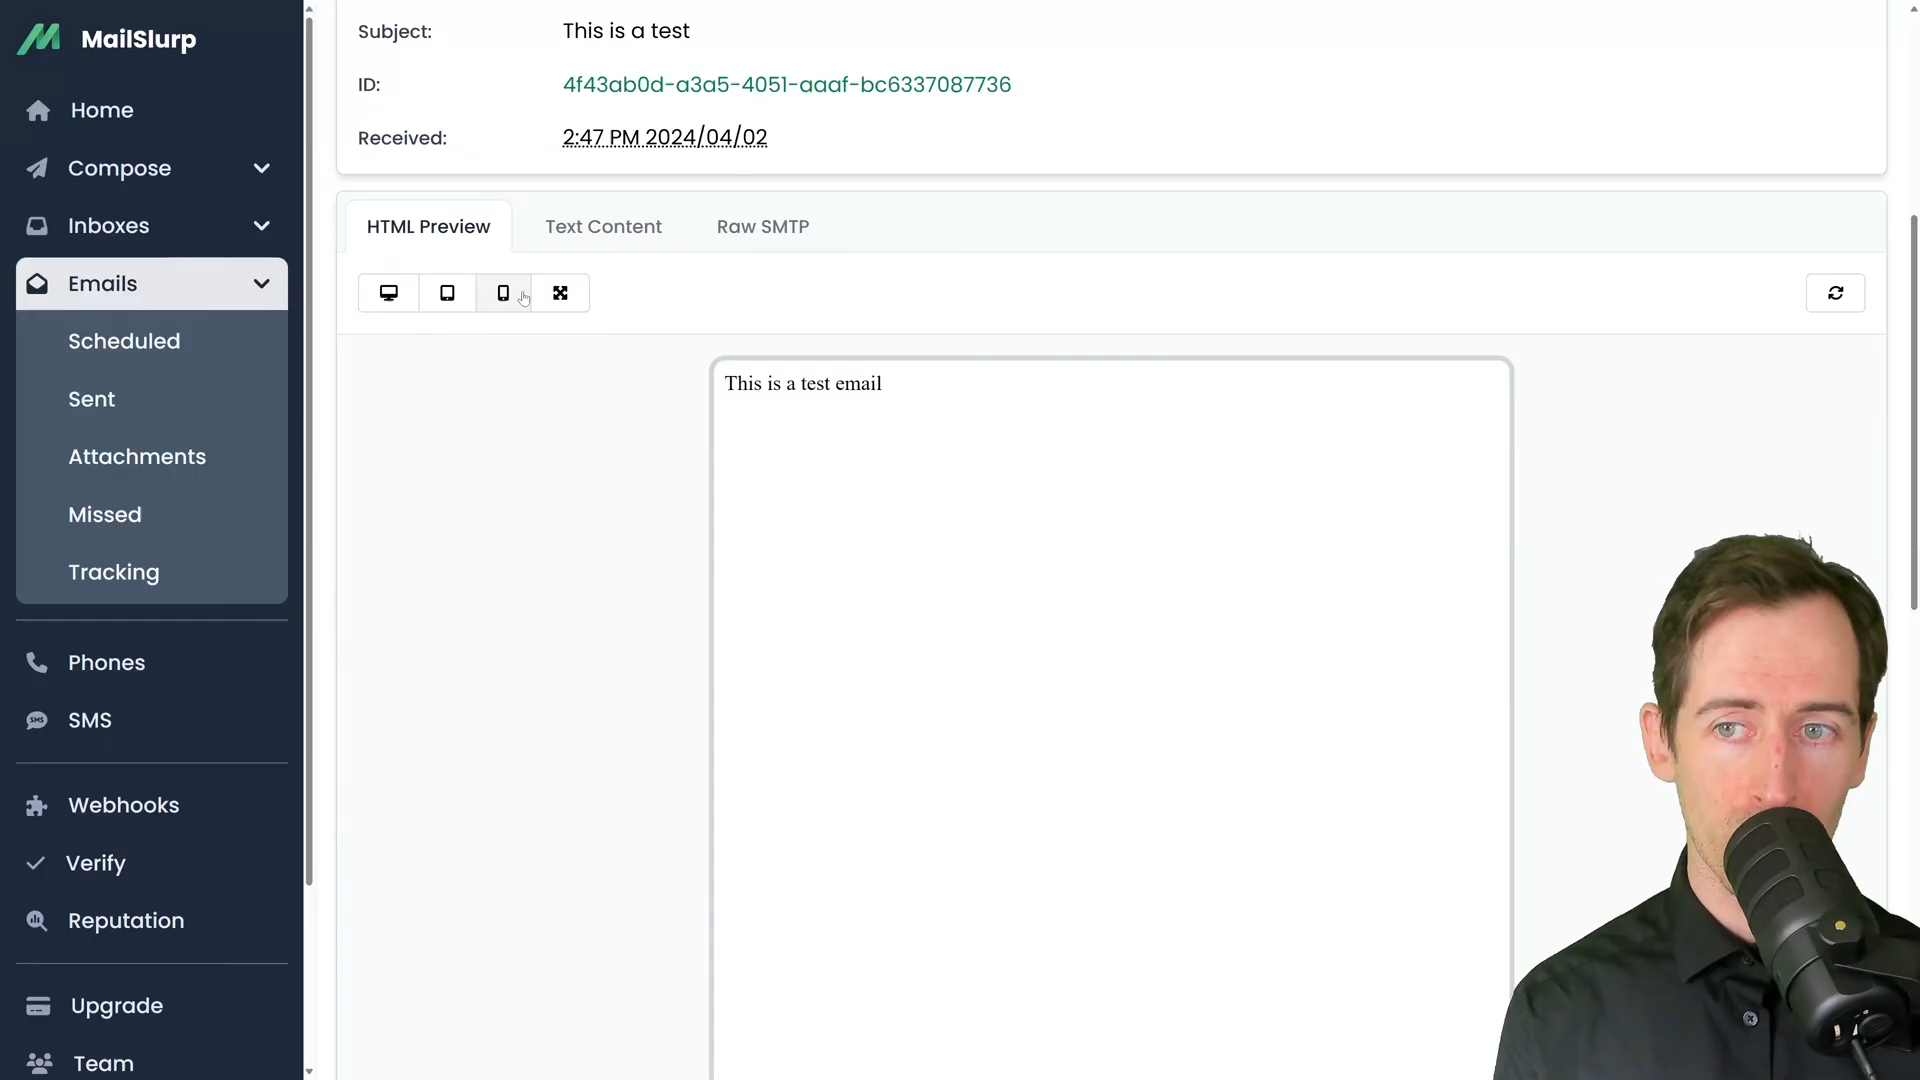 MailSlurp
Home
Compose
Inboxes
Emails
Scheduled
Sent
Attachments
Missed
Tracking
Phones
SMS
Webhooks
Verify
Reputation
Upgrade
Team
Subject: This is a test
ID: 4f43ab0d-a3a5-4051-aaaf-bc6337087736
Received: 2:47 PM 2024/04/02
HTML Preview Text Content Raw SMTP
This is a test email